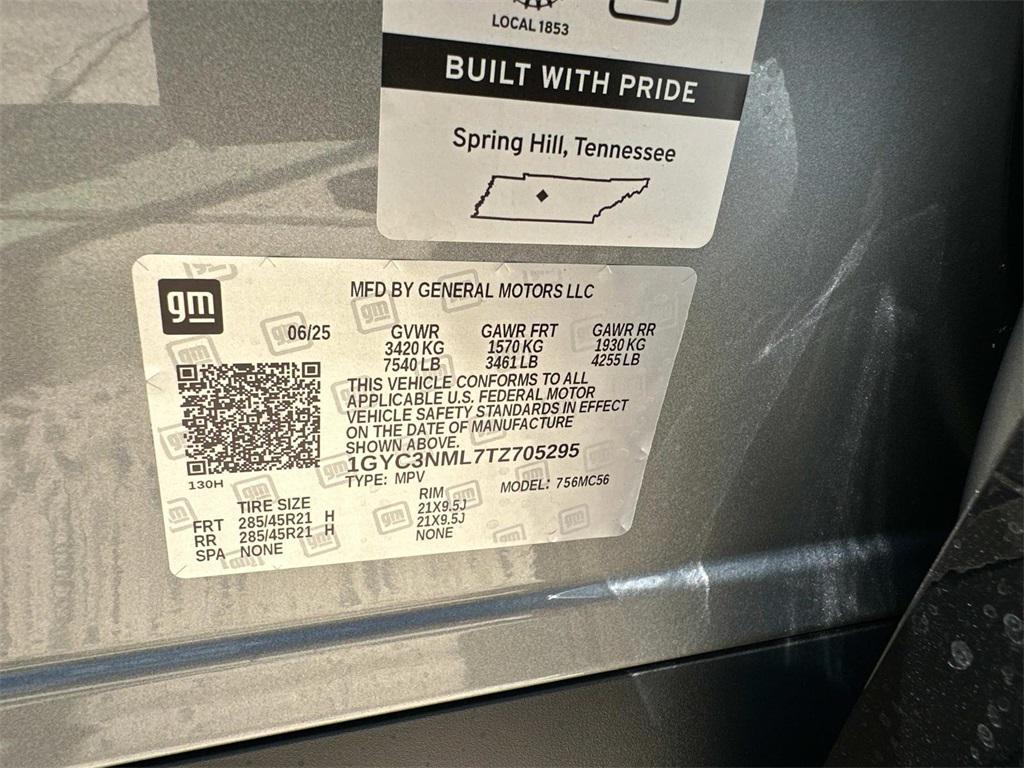 LOCAL 1853
BUILT WITH PRIDE
Spring Hill, Tennessee
gm
MFD BY GENERAL MOTORS LLC
06/25 GVWR GAWR FRT GAWR RR
3420 KG 1570 KG 1930 KG
7540 LB 3461 LB 4255 LB
THIS VEHICLE CONFORMS TO ALL
APPLICABLE U.S. FEDERAL MOTOR
VEHICLE SAFETY STANDARDS IN EFFECT
ON THE DATE OF MANUFACTURE
SHOWN ABOVE.
1GYC3NML7TZ705295
TYPE: MPV MODEL: 756MC56
130H
TIRE SIZE RIM
FRT 285/45R21 H 21X9.5J
RR 285/45R21 H 21X9.5J
SPA NONE NONE